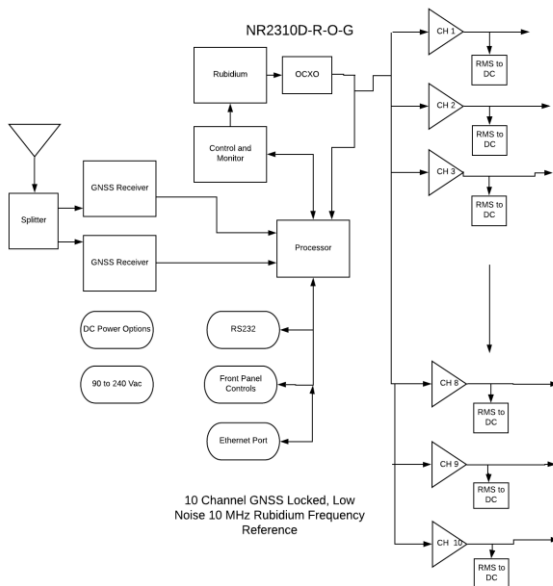 NR2310D-R-O-G
CH 1
RMS to
DC
Rubidium
OCXO
CH 2
RMS to
DC
Control and
Monitor
CH 3
RMS to
DC
GNSS Receiver
Splitter
GNSS Receiver
Processor
DC Power Options
RS232
90 to 240 Vac
Front Panel
Controls
Ethernet Port
CH 8
RMS to
DC
CH 9
RMS to
DC
CH 10
RMS to
DC
10 Channel GNSS Locked, Low
Noise 10 MHz Rubidium Frequency
Reference